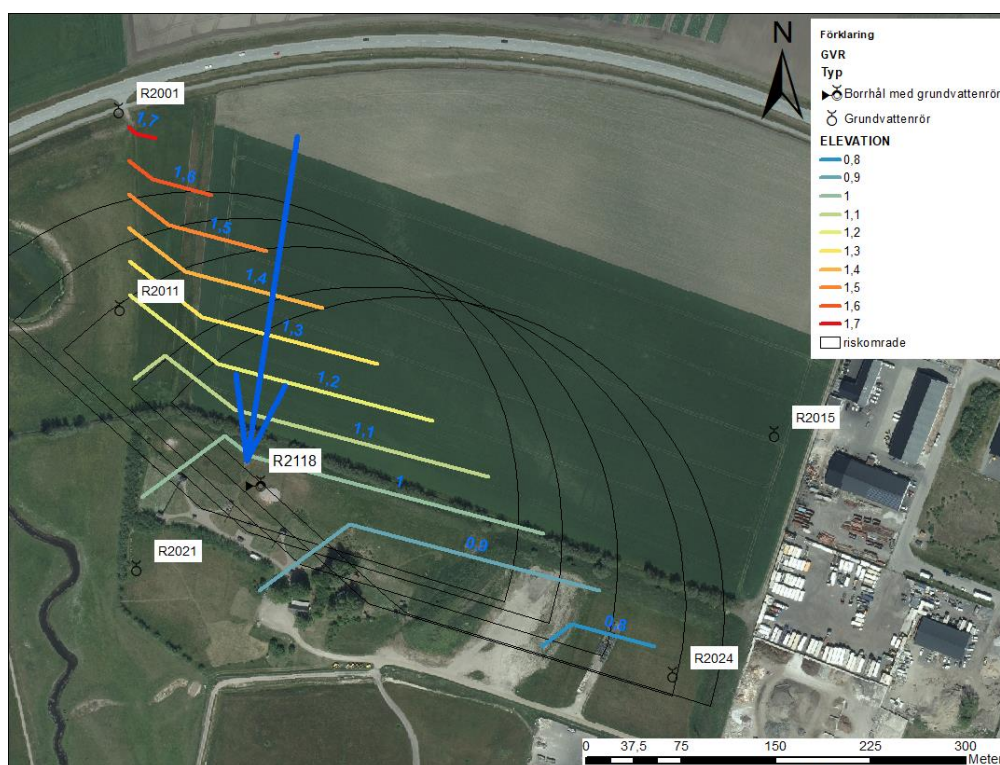 N
Förklaring
GVR
Typ
Borrhål med grundvattenrör
Grundvattenrör
ELEVATION
0,8
0,9
1
1,1
1,2
1,3
1,4
1,5
1,6
1,7
riskomrade
R2001
1,7
1,6
1,5
1,4
R2011
1,3
1,2
1,1
R2015
R2118
1
R2021
0,9
0,8
R2024
0 37,5 75 150 225 300
Meter